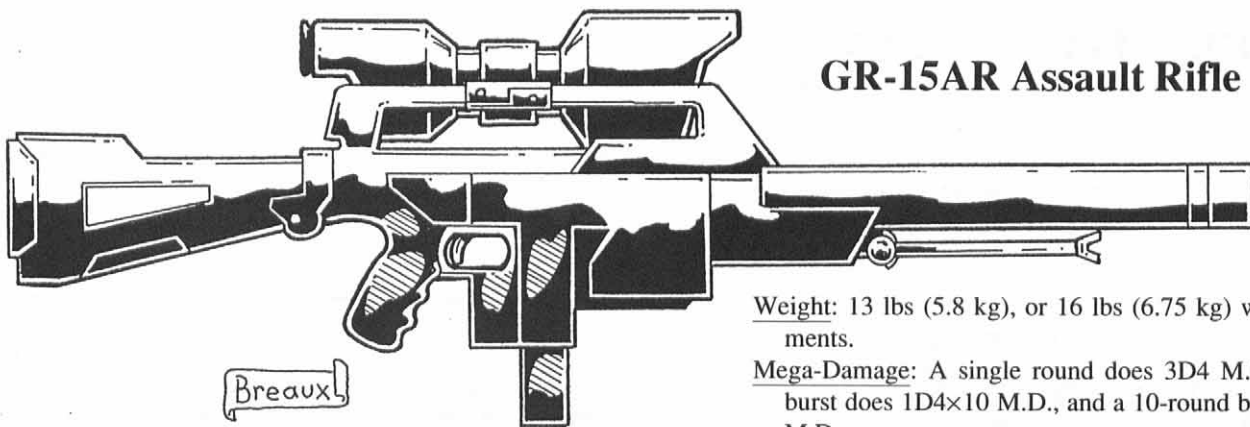 GR-15AR Assault Rifle
Weight: 13 lbs (5.8 kg), or 16 lbs (6.75 kg)
ments.
Mega-Damage: A single round does 3D4
burst does 1D4×10 M.D., and a 10-round
Breaux